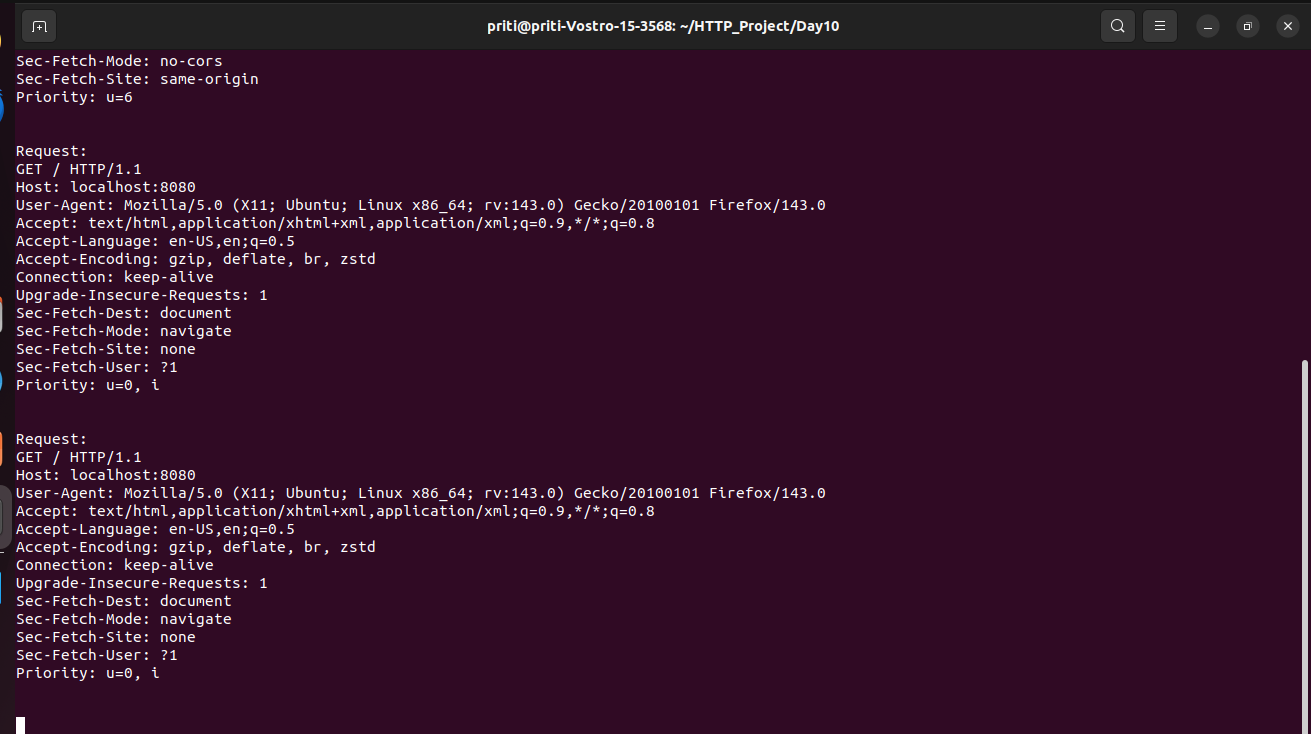 priti@priti-Vostro-15-3568: ~/HTTP_Project/Day10
Sec-Fetch-Mode: no-cors
Sec-Fetch-Site: same-origin
Priority: u=6
Request:
GET / HTTP/1.1
Host: localhost:8080
User-Agent: Mozilla/5.0 (X11; Ubuntu; Linux x86_64; rv:143.0) Gecko/20100101 Firefox/143.0
Accept: text/html,application/xhtml+xml,application/xml;q=0.9,*/*;q=0.8
Accept-Language: en-US,en;q=0.5
Accept-Encoding: gzip, deflate, br, zstd
Connection: keep-alive
Upgrade-Insecure-Requests: 1
Sec-Fetch-Dest: document
Sec-Fetch-Mode: navigate
Sec-Fetch-Site: none
Sec-Fetch-User: ?1
Priority: u=0, i
Request:
GET / HTTP/1.1
Host: localhost:8080
User-Agent: Mozilla/5.0 (X11; Ubuntu; Linux x86_64; rv:143.0) Gecko/20100101 Firefox/143.0
Accept: text/html,application/xhtml+xml,application/xml;q=0.9,*/*;q=0.8
Accept-Language: en-US,en;q=0.5
Accept-Encoding: gzip, deflate, br, zstd
Connection: keep-alive
Upgrade-Insecure-Requests: 1
Sec-Fetch-Dest: document
Sec-Fetch-Mode: navigate
Sec-Fetch-Site: none
Sec-Fetch-User: ?1
Priority: u=0, i